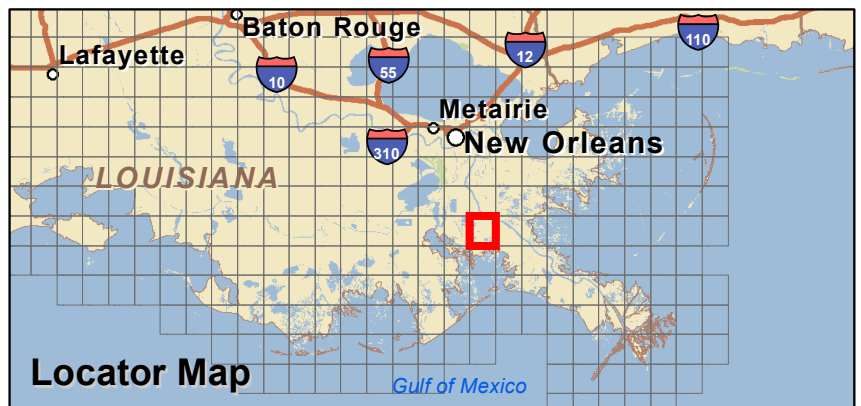 Baton Rouge
110
12
Lafayette
55
10
Metairie
New Orleans
310
LOUISIANA
Locator Map
Gulf of Mexico